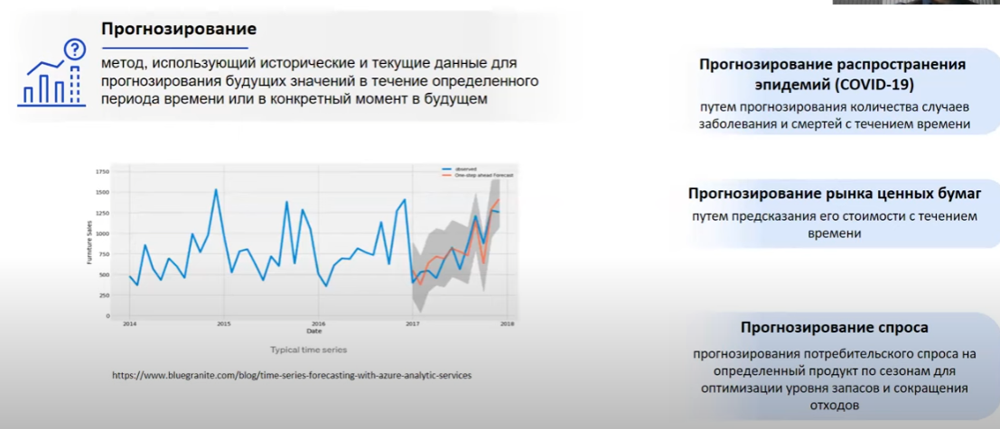 Прогнозирование
метод, использующий исторические и текущие данные для
прогнозирования будущих значений в течение определенного
периода времени или в конкретный момент в будущем
?
Прогнозирование распространения
эпидемий (COVID-19)
путем прогнозирования количества случаев
заболевания и смертей с течением времени
Прогнозирование рынка ценных бумаг
путем предсказания его стоимости с течением
времени
Прогнозирование спроса
прогнозирования потребительского спроса на
определенный продукт по сезонам для
оптимизации уровня запасов и сокращения
отходов
observed
One-step ahead Forecast
1750
1500
1250
1000
750
500
250
0
Furniture Sales
2014 2015 2016 2017 2018
Date
Typical time series
https://www.bluegranite.com/blog/time-series-forecasting-with-azure-analytic-services